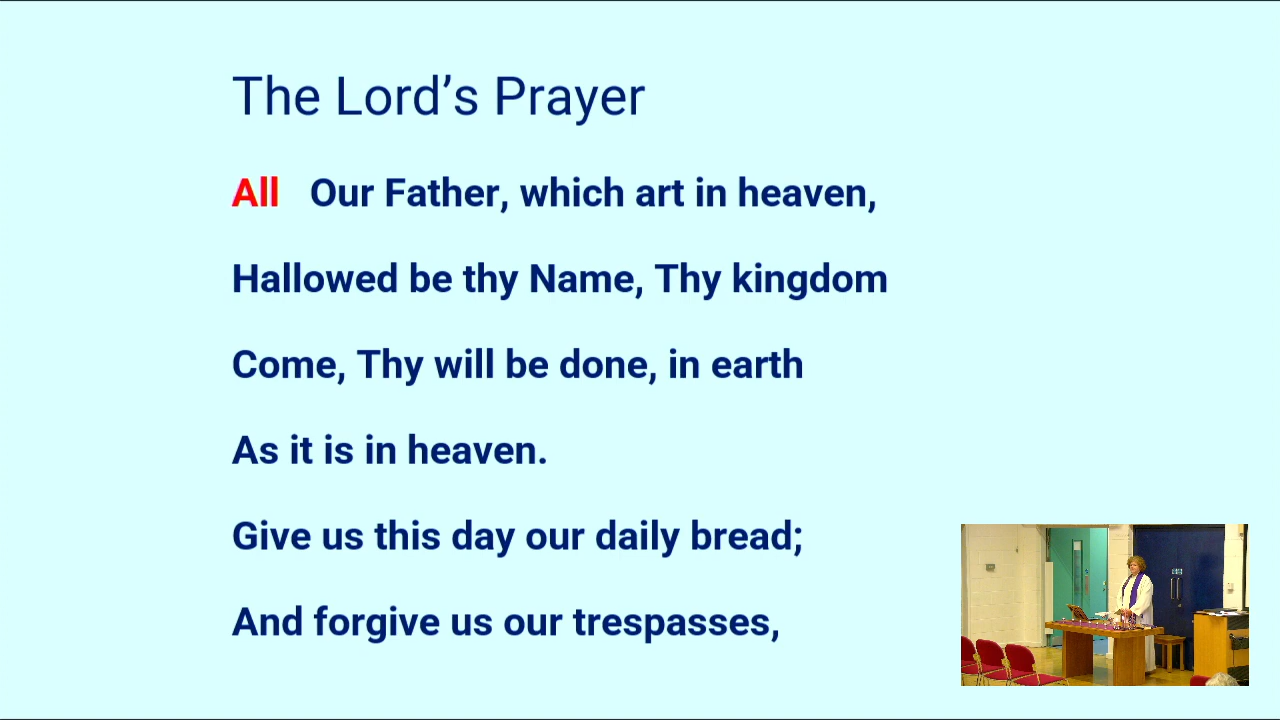 The Lord’s Prayer
All Our Father, which art in heaven,
Hallowed be thy Name, Thy kingdom
Come, Thy will be done, in earth
As it is in heaven.
Give us this day our daily bread;
And forgive us our trespasses,